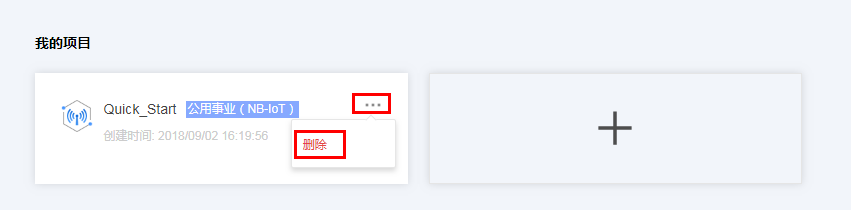 我的项目
Quick_Start 公用事业（NB-IoT）
创建时间: 2018/09/02 16:19:56
删除